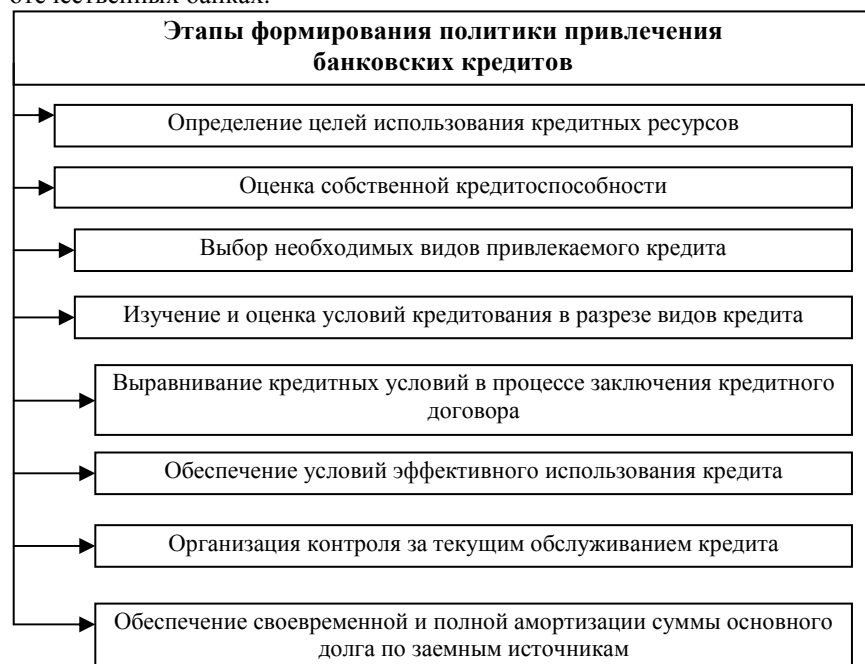 отечественных банках.
Этапы формирования политики привлечения
банковских кредитов
Определение целей использования кредитных ресурсов
Оценка собственной кредитоспособности
Выбор необходимых видов привлекаемого кредита
Изучение и оценка условий кредитования в разрезе видов кредита
Выравнивание кредитных условий в процессе заключения кредитного
договора
Обеспечение условий эффективного использования кредита
Организация контроля за текущим обслуживанием кредита
Обеспечение своевременной и полной амортизации суммы основного
долга по заемным источникам